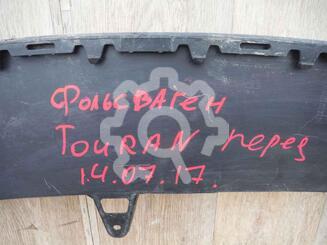 Фольсваген
TOURAN перед
14.07.17.